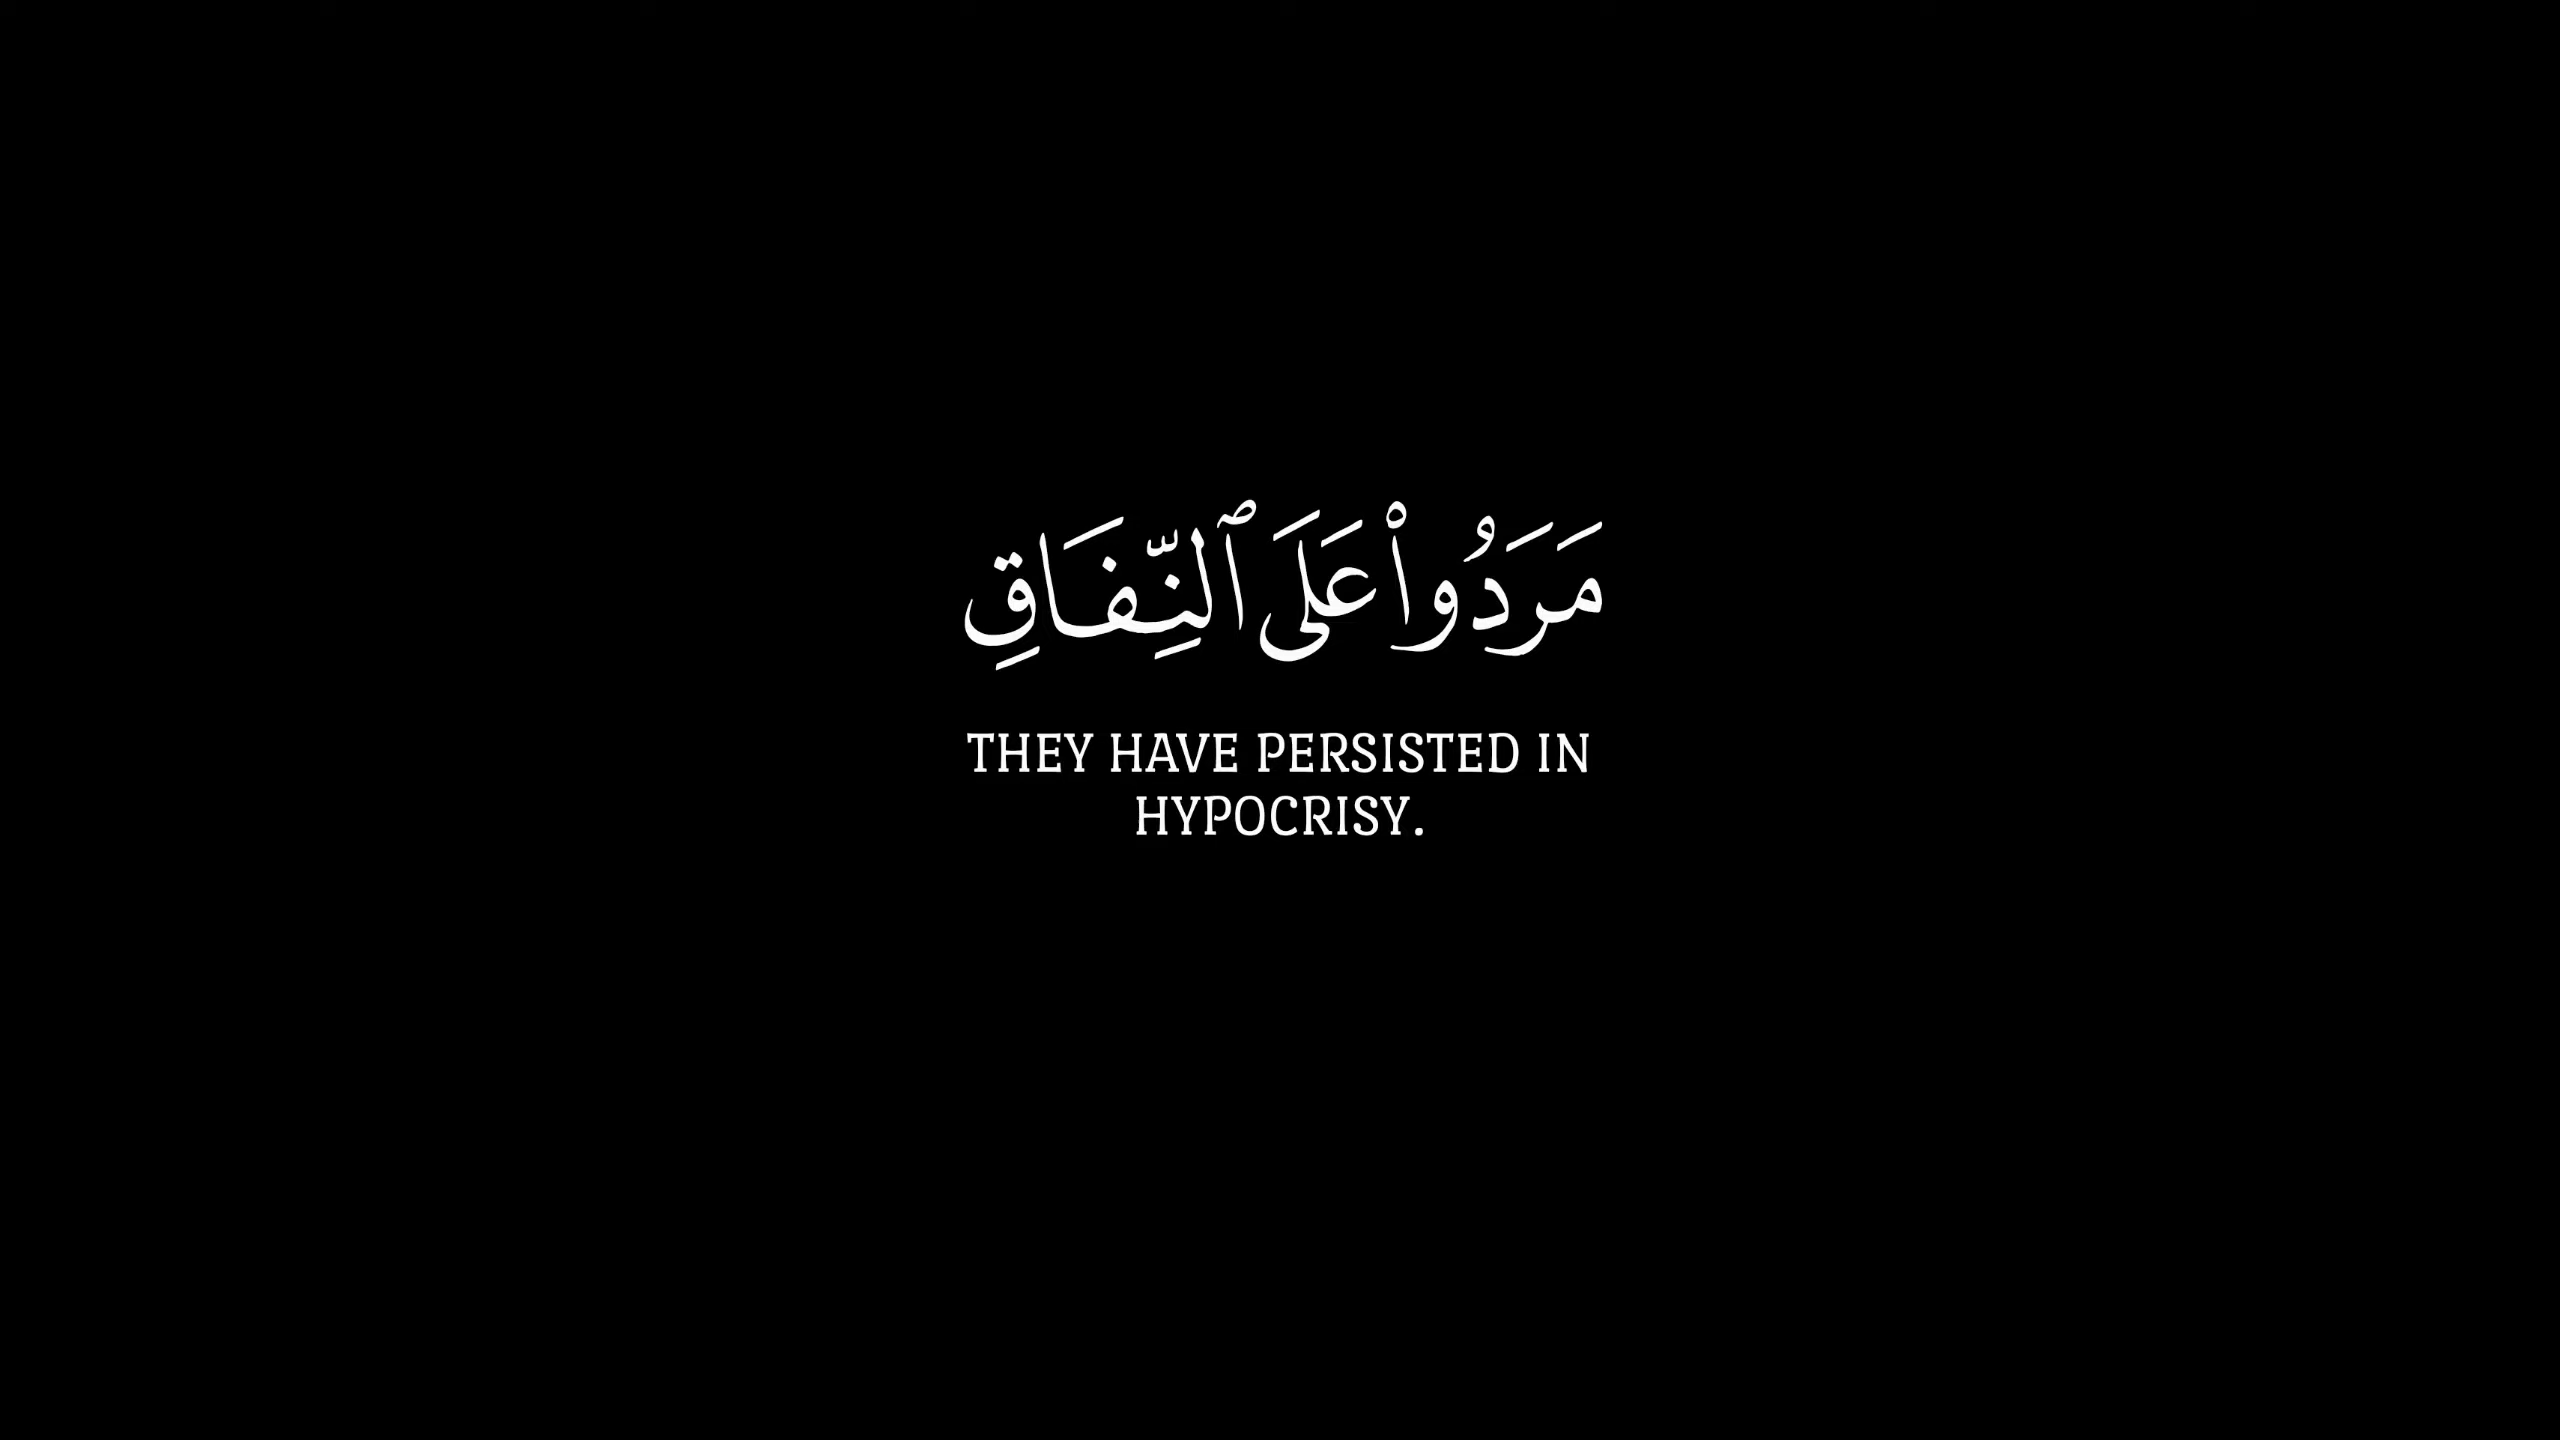 مَرَدُوا۟ عَلَى ٱلنِّفَاقِ
THEY HAVE PERSISTED IN
HYPOCRISY.